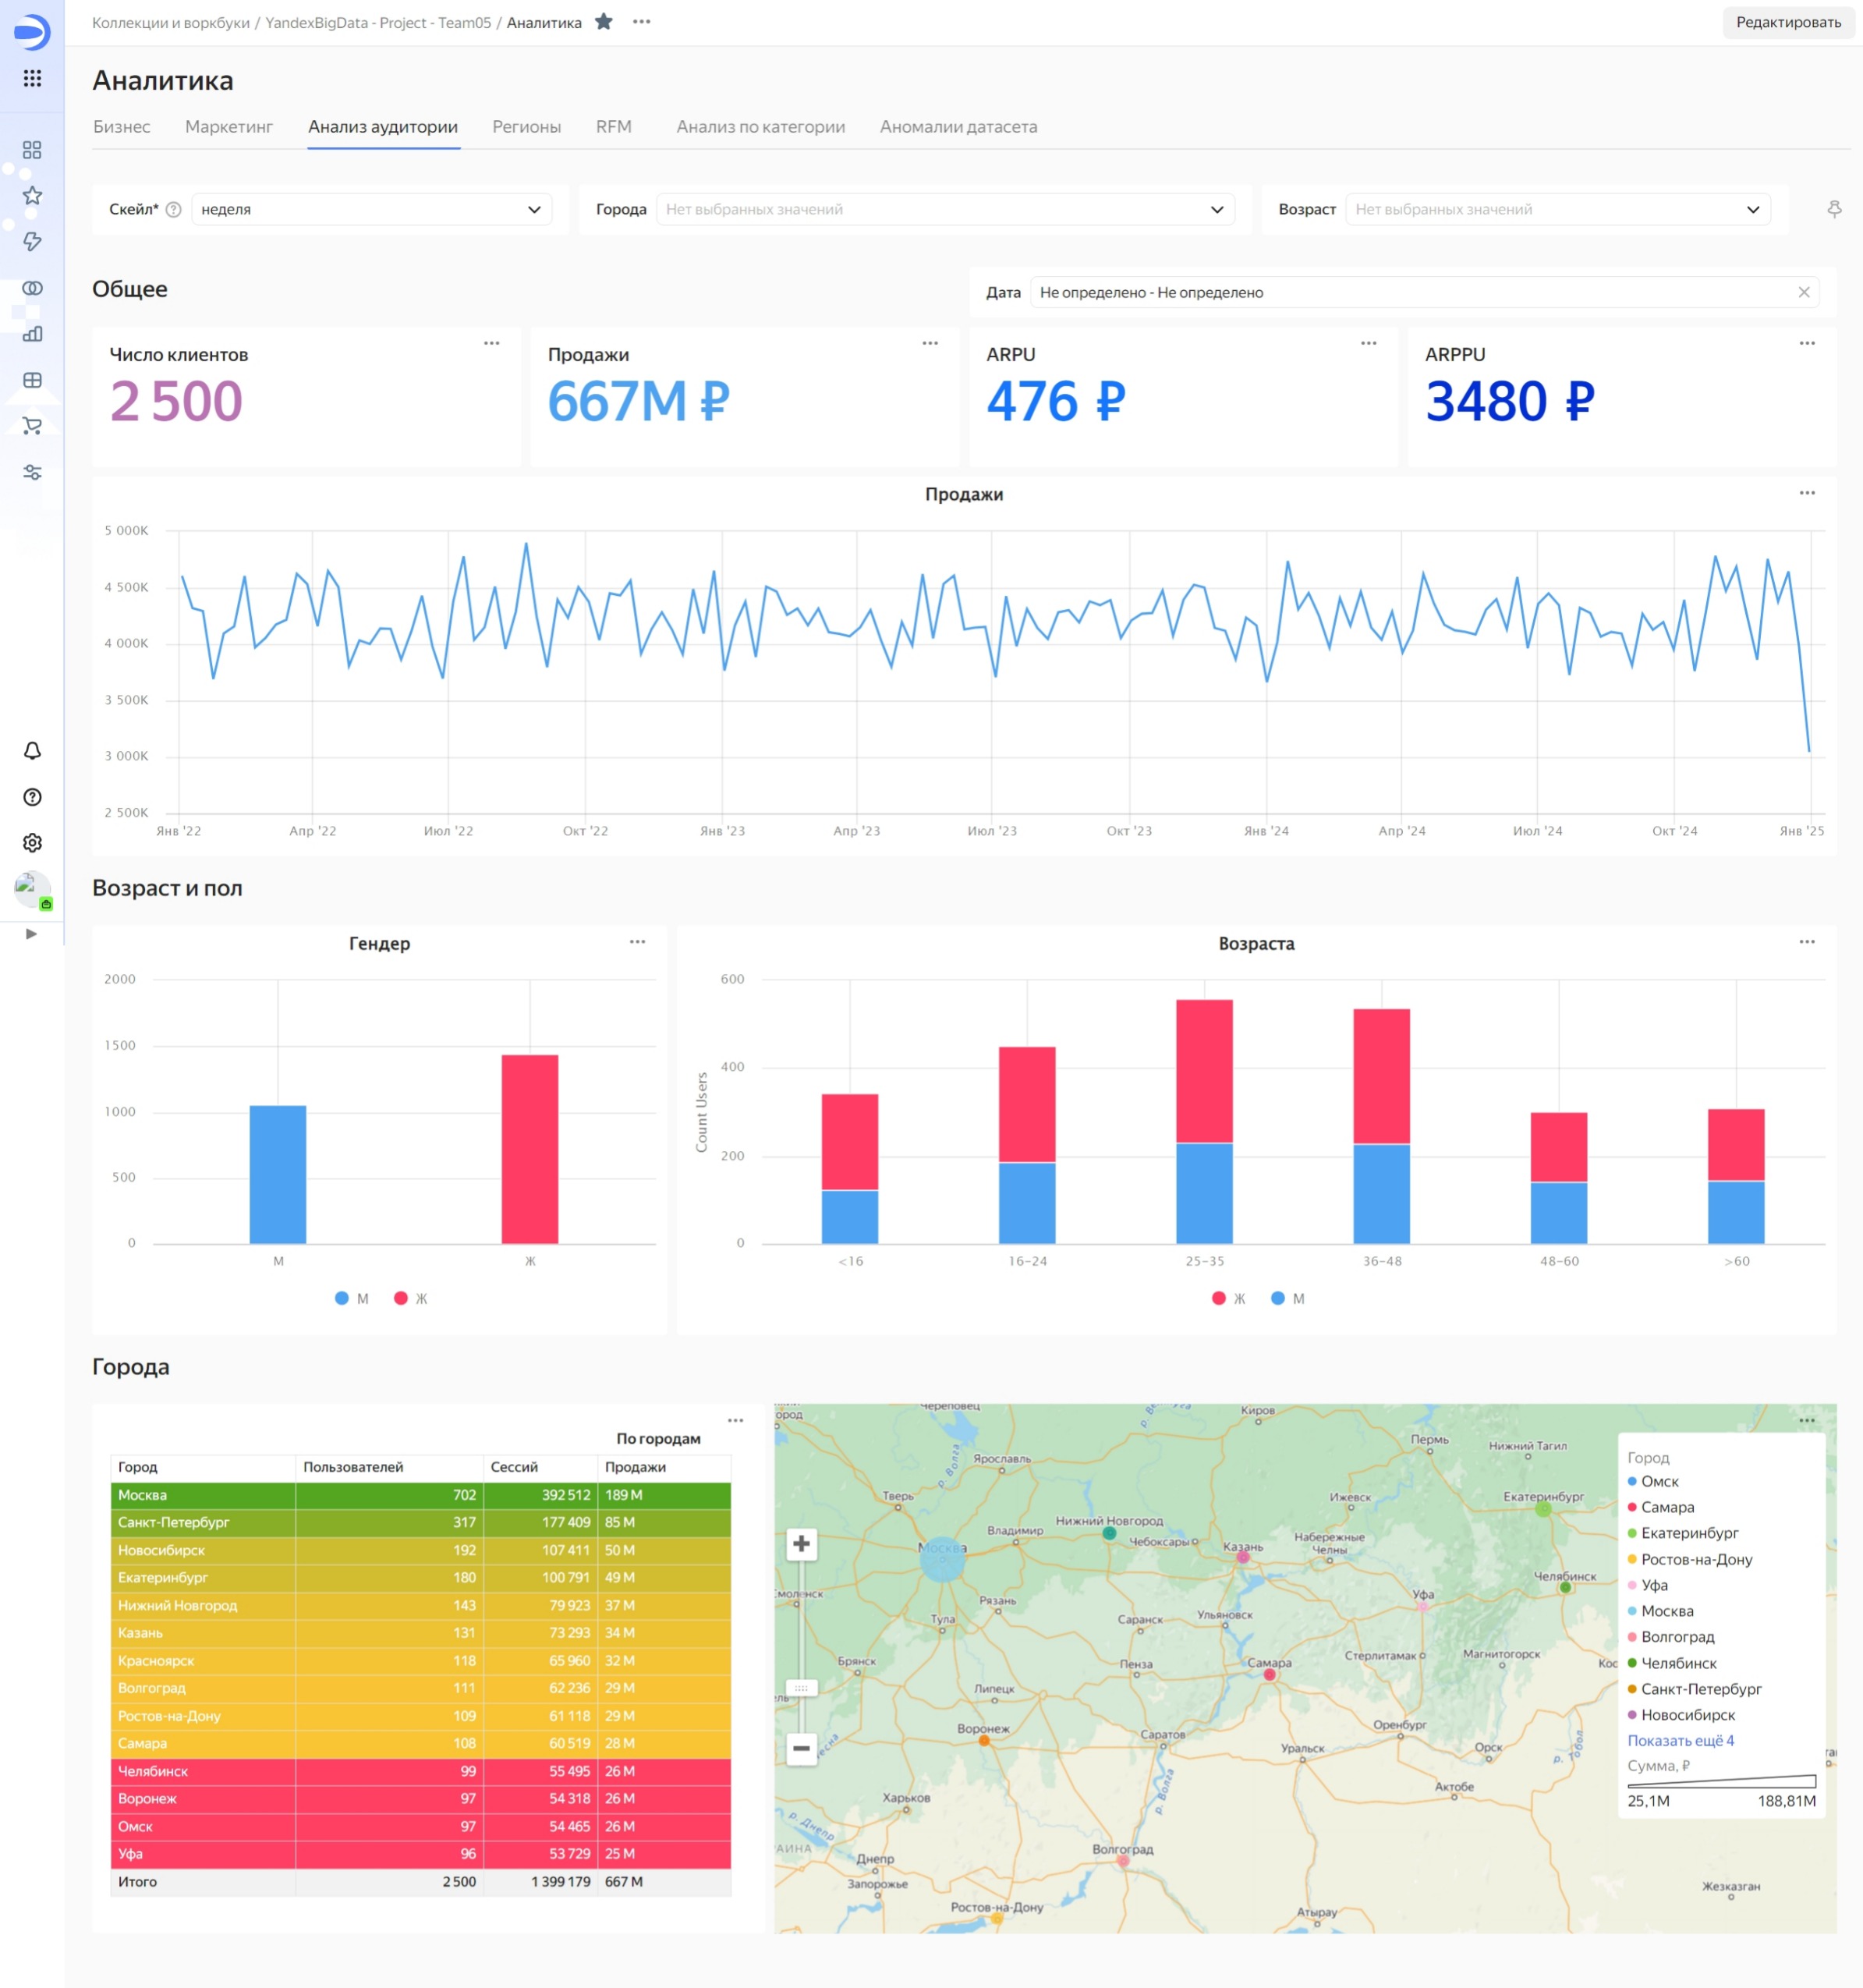 Коллекции и воркбуки / YandexBigData - Project - Team05 / Аналитика
Редактировать
Аналитика
Бизнес Маркетинг Анализ аудитории Регионы RFM Анализ по категории Аномалии датасета
Скейл* неделя Города Нет выбранных значений Возраст Нет выбранных значений
Общее
Дата Не определено - Не определено
Число клиентов
2 500
Продажи
667М ₽
ARPU
476 ₽
ARPPU
3480 ₽
Продажи
5 000K
4 500K
4 000K
3 500K
3 000K
2 500K
Янв '22 Апр '22 Июл '22 Окт '22 Янв '23 Апр '23 Июл '23 Окт '23 Янв '24 Апр '24 Июл '24 Окт '24 Янв '25
Возраст и пол
Гендер
2000
1500
1000
500
0
М Ж
М Ж
Возраста
Count Users
600
400
200
0
<16 16-24 25-35 36-48 48-60 >60
Ж М
Города
По городам
Город Пользователей Сессий Продажи
Москва 702 392 512 189 М
Санкт-Петербург 317 177 409 85 М
Новосибирск 192 107 411 50 М
Екатеринбург 180 100 791 49 М
Нижний Новгород 143 79 923 37 М
Казань 131 73 293 34 М
Красноярск 118 65 960 32 М
Волгоград 111 62 236 29 М
Ростов-на-Дону 109 61 118 29 М
Самара 108 60 519 28 М
Челябинск 99 55 495 26 М
Воронеж 97 54 318 26 М
Омск 97 54 465 26 М
Уфа 96 53 729 25 М
Итого 2 500 1 399 179 667 М
Череповец
Киров
Пермь
Нижний Тагил
Ярославль
р. Волга
Тверь
Ижевск
Екатеринбург
Владимир
Нижний Новгород
Чебоксары
Набережные
Челны
Москва
Казань
Челябинск
Рязань
Уфа
Тула
Саранск
Ульяновск
Брянск
Пенза
Самара
Стерлитамак
Магнитогорск
Липецк
Воронеж
Саратов
Оренбург
Уральск
Орск
р. Тобол
Актобе
Харьков
р. Волга
р. Днепр
Волгоград
Днепр
Запорожье
Ростов-на-Дону
Атырау
Жезказган
Город
Омск
Самара
Екатеринбург
Ростов-на-Дону
Уфа
Москва
Волгоград
Челябинск
Санкт-Петербург
Новосибирск
Показать ещё 4
Сумма, ₽
25,1М 188,81М